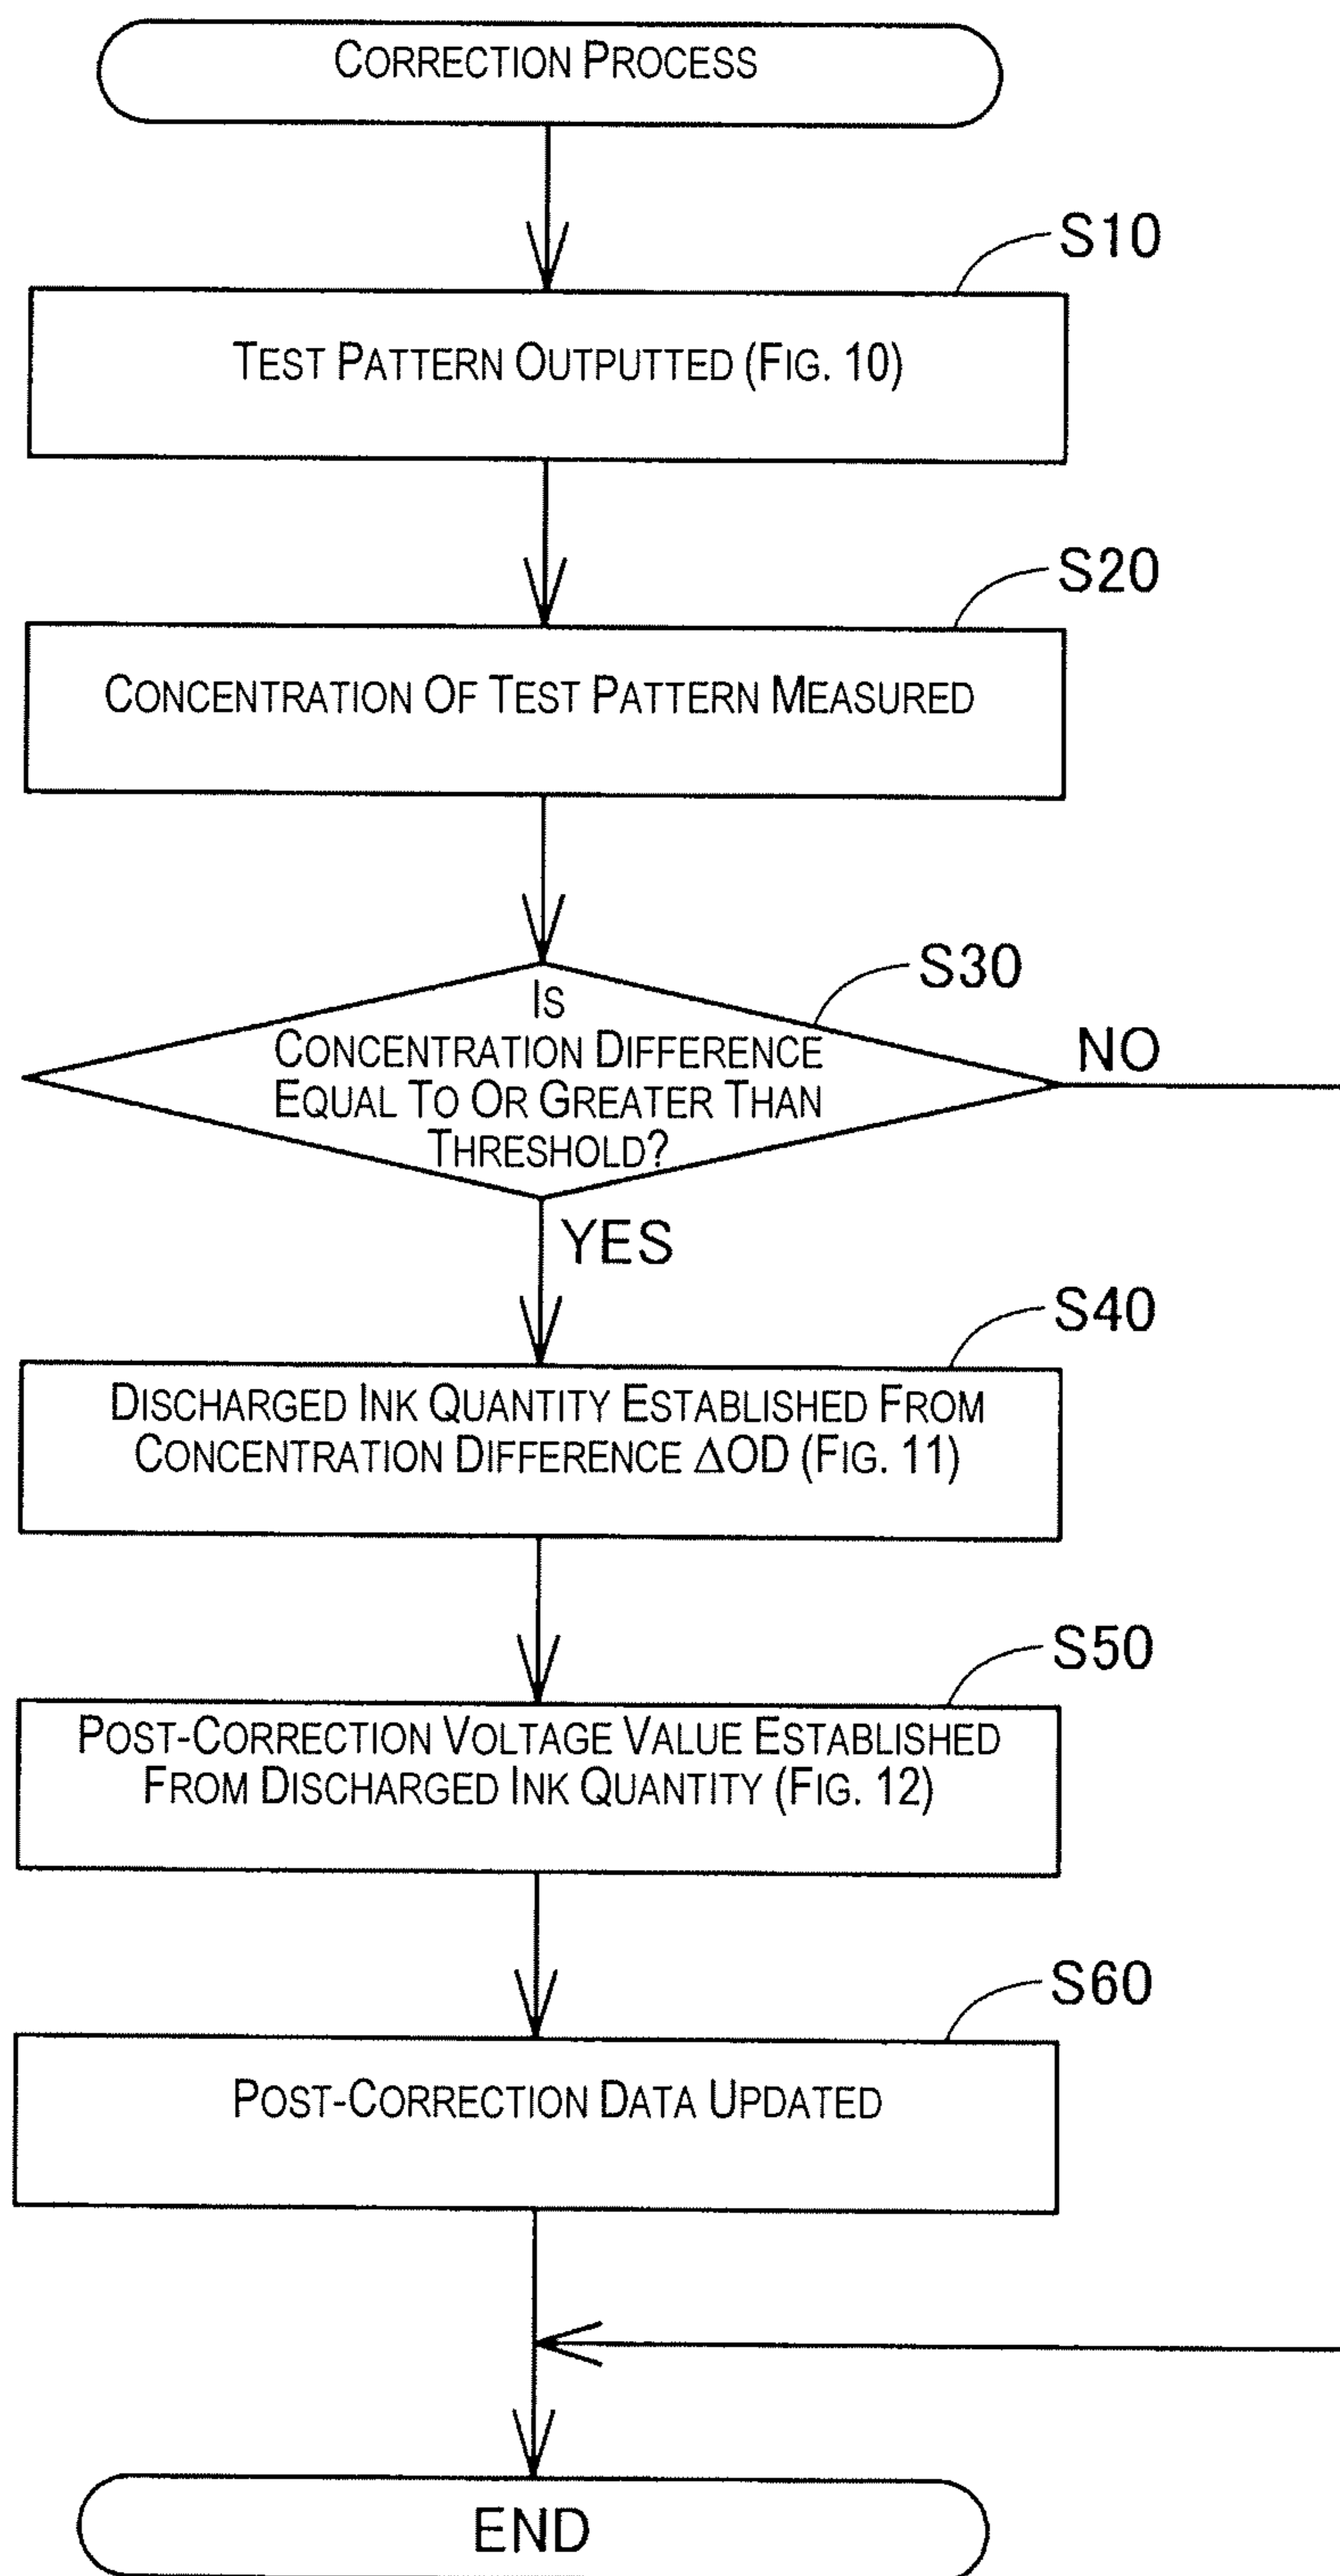 CORRECTION PROCESS
S10
TEST PATTERN OUTPUTTED (FIG. 10)
S20
CONCENTRATION OF TEST PATTERN MEASURED
S30
IS
CONCENTRATION DIFFERENCE
EQUAL TO OR GREATER THAN
THRESHOLD?
NO
YES
S40
DISCHARGED INK QUANTITY ESTABLISHED FROM
CONCENTRATION DIFFERENCE ΔOD (FIG. 11)
S50
POST-CORRECTION VOLTAGE VALUE ESTABLISHED
FROM DISCHARGED INK QUANTITY (FIG. 12)
S60
POST-CORRECTION DATA UPDATED
END